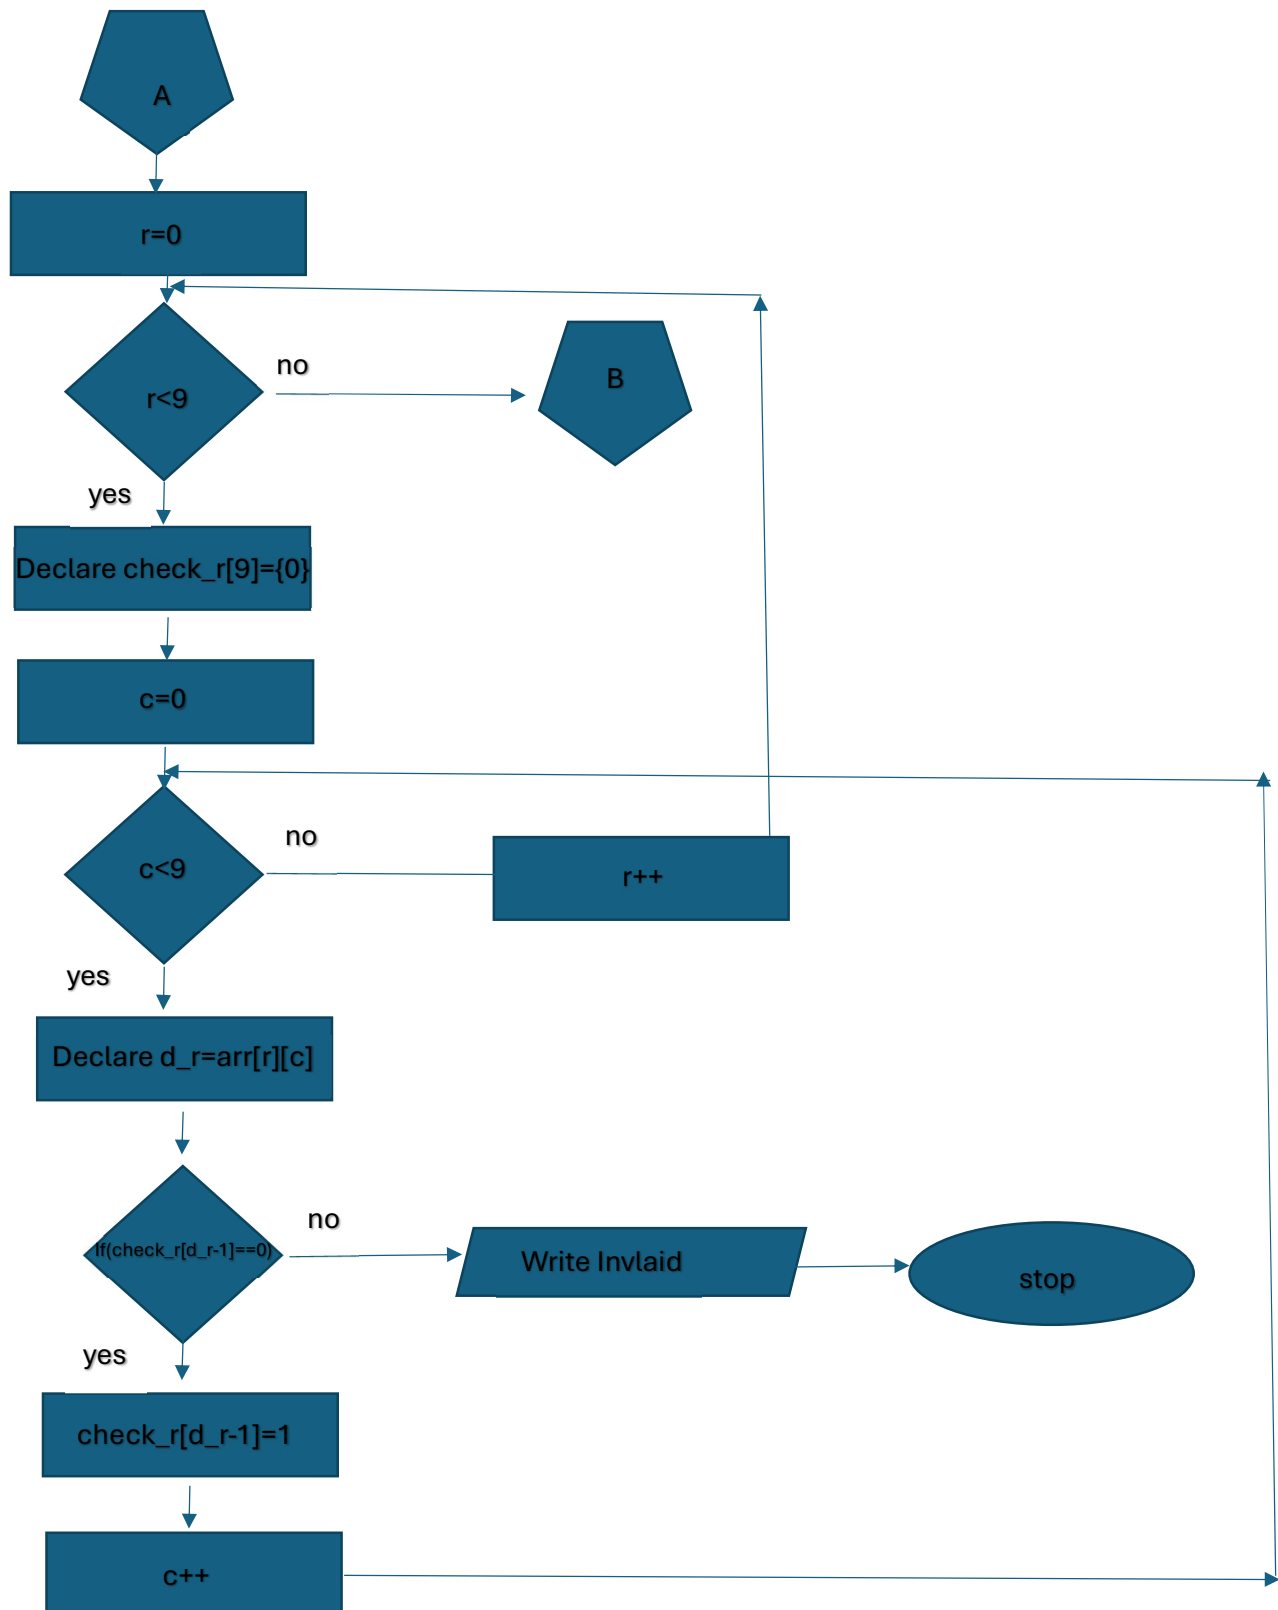 A
r=0
no
r<9
B
yes
Declare check_r[9]={0}
c=0
no
c<9
r++
yes
Declare d_r=arr[r][c]
no
If(check_r[d_r-1]==0)
Write Invlaid
stop
yes
check_r[d_r-1]=1
c++